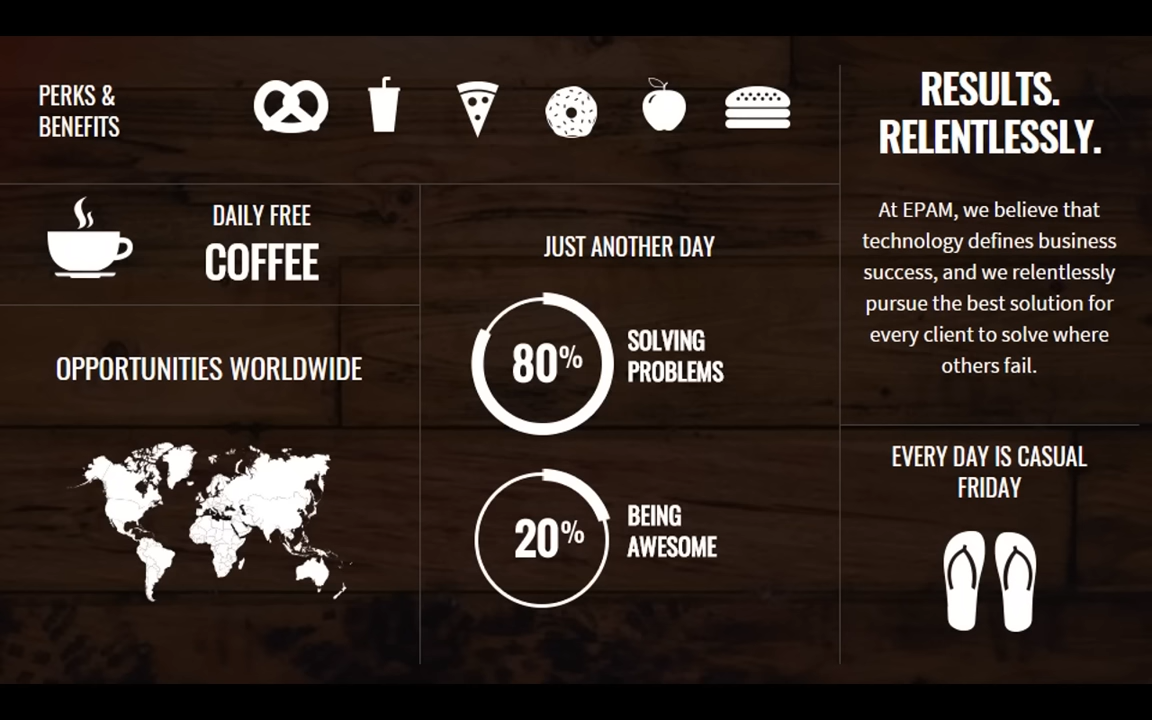 PERKS &
BENEFITS
DAILY FREE
COFFEE
OPPORTUNITIES WORLDWIDE
JUST ANOTHER DAY
80%
SOLVING
PROBLEMS
20%
BEING
AWESOME
RESULTS.
RELENTLESSLY.
At EPAM, we believe that
technology defines business
success, and we relentlessly
pursue the best solution for
every client to solve where
others fail.
EVERY DAY IS CASUAL
FRIDAY